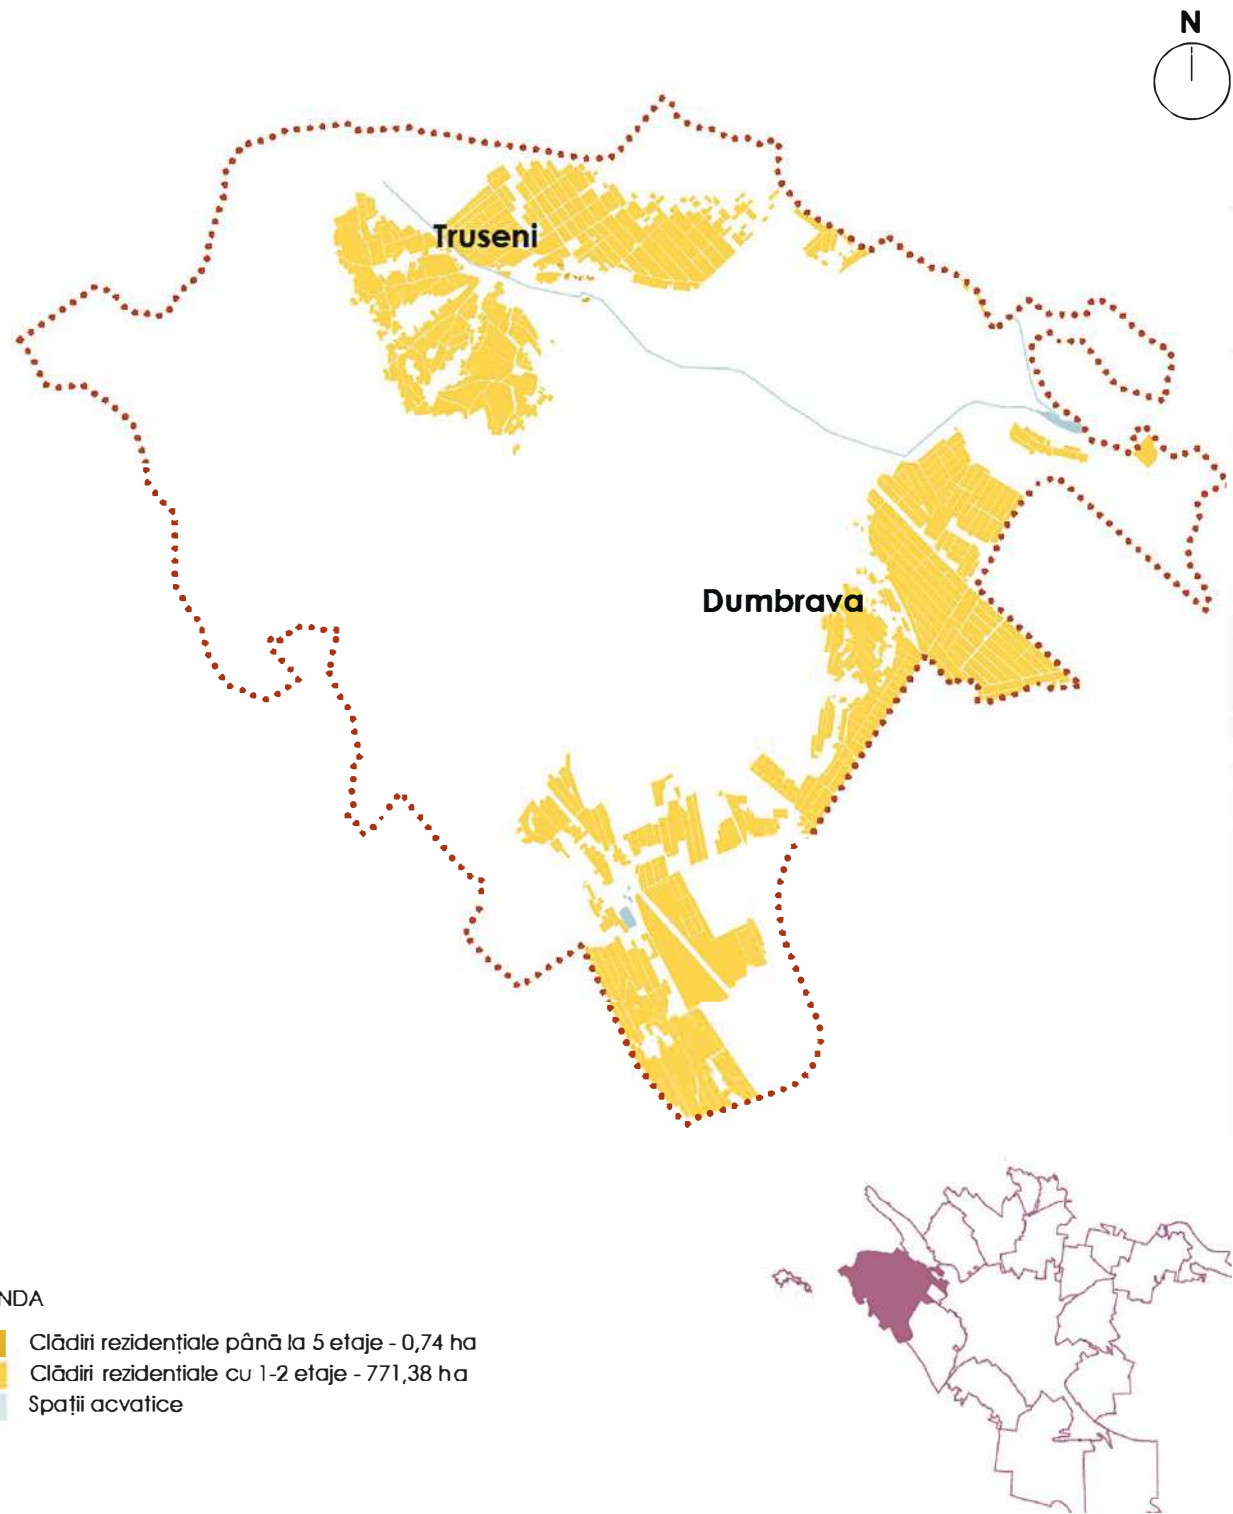 N
Truseni
Dumbrava
NDA
Clădiri rezidențiale până la 5 etaje - 0,74 ha
Clădiri rezidentiale cu 1-2 etaje - 771,38 ha
Spații acvatice